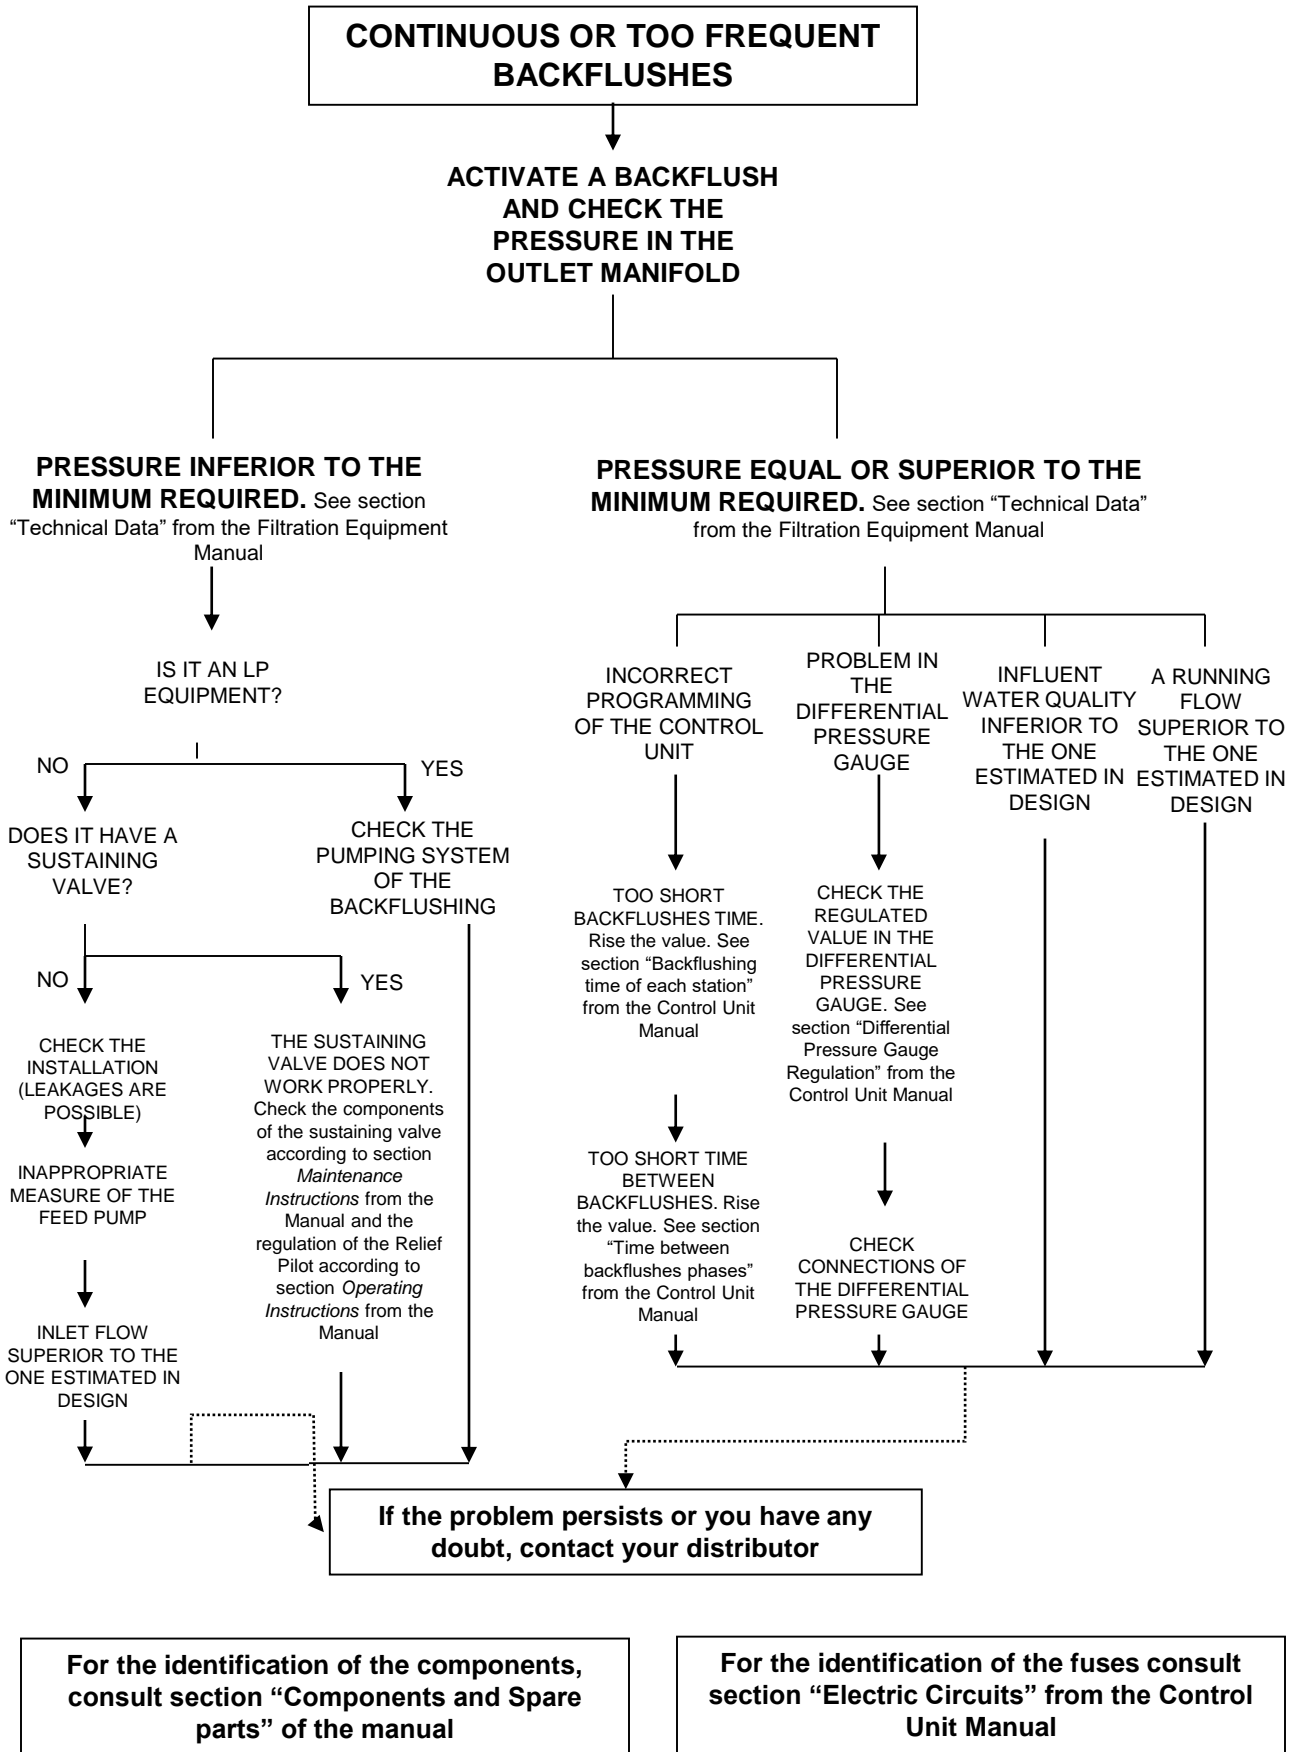 CONTINUOUS OR TOO FREQUENT
BACKFLUSHES
ACTIVATE A BACKFLUSH
AND CHECK THE
PRESSURE IN THE
OUTLET MANIFOLD
PRESSURE INFERIOR TO THE
MINIMUM REQUIRED. See section
“Technical Data” from the Filtration Equipment
Manual
PRESSURE EQUAL OR SUPERIOR TO THE
MINIMUM REQUIRED. See section “Technical Data”
from the Filtration Equipment Manual
IS IT AN LP
EQUIPMENT?
NO
YES
DOES IT HAVE A
SUSTAINING
VALVE?
CHECK THE
PUMPING SYSTEM
OF THE
BACKFLUSHING
NO
YES
CHECK THE
INSTALLATION
(LEAKAGES ARE
POSSIBLE)
INAPPROPRIATE
MEASURE OF THE
FEED PUMP
INLET FLOW
SUPERIOR TO THE
ONE ESTIMATED IN
DESIGN
THE SUSTAINING
VALVE DOES NOT
WORK PROPERLY.
Check the components
of the sustaining valve
according to section
Maintenance
Instructions from the
Manual and the
regulation of the Relief
Pilot according to
section Operating
Instructions from the
Manual
INCORRECT
PROGRAMMING
OF THE CONTROL
UNIT
TOO SHORT
BACKFLUSHES TIME.
Rise the value. See
section “Backflushing
time of each station”
from the Control Unit
Manual
TOO SHORT TIME
BETWEEN
BACKFLUSHES. Rise
the value. See section
“Time between
backflushes phases”
from the Control Unit
Manual
PROBLEM IN
THE
DIFFERENTIAL
PRESSURE
GAUGE
CHECK THE
REGULATED
VALUE IN THE
DIFFERENTIAL
PRESSURE
GAUGE. See
section “Differential
Pressure Gauge
Regulation” from the
Control Unit Manual
CHECK
CONNECTIONS OF
THE DIFFERENTIAL
PRESSURE GAUGE
INFLUENT
WATER QUALITY
INFERIOR TO
THE ONE
ESTIMATED IN
DESIGN
A RUNNING
FLOW
SUPERIOR TO
THE ONE
ESTIMATED IN
DESIGN
If the problem persists or you have any
doubt, contact your distributor
For the identification of the components,
consult section “Components and Spare
parts” of the manual
For the identification of the fuses consult
section “Electric Circuits” from the Control
Unit Manual